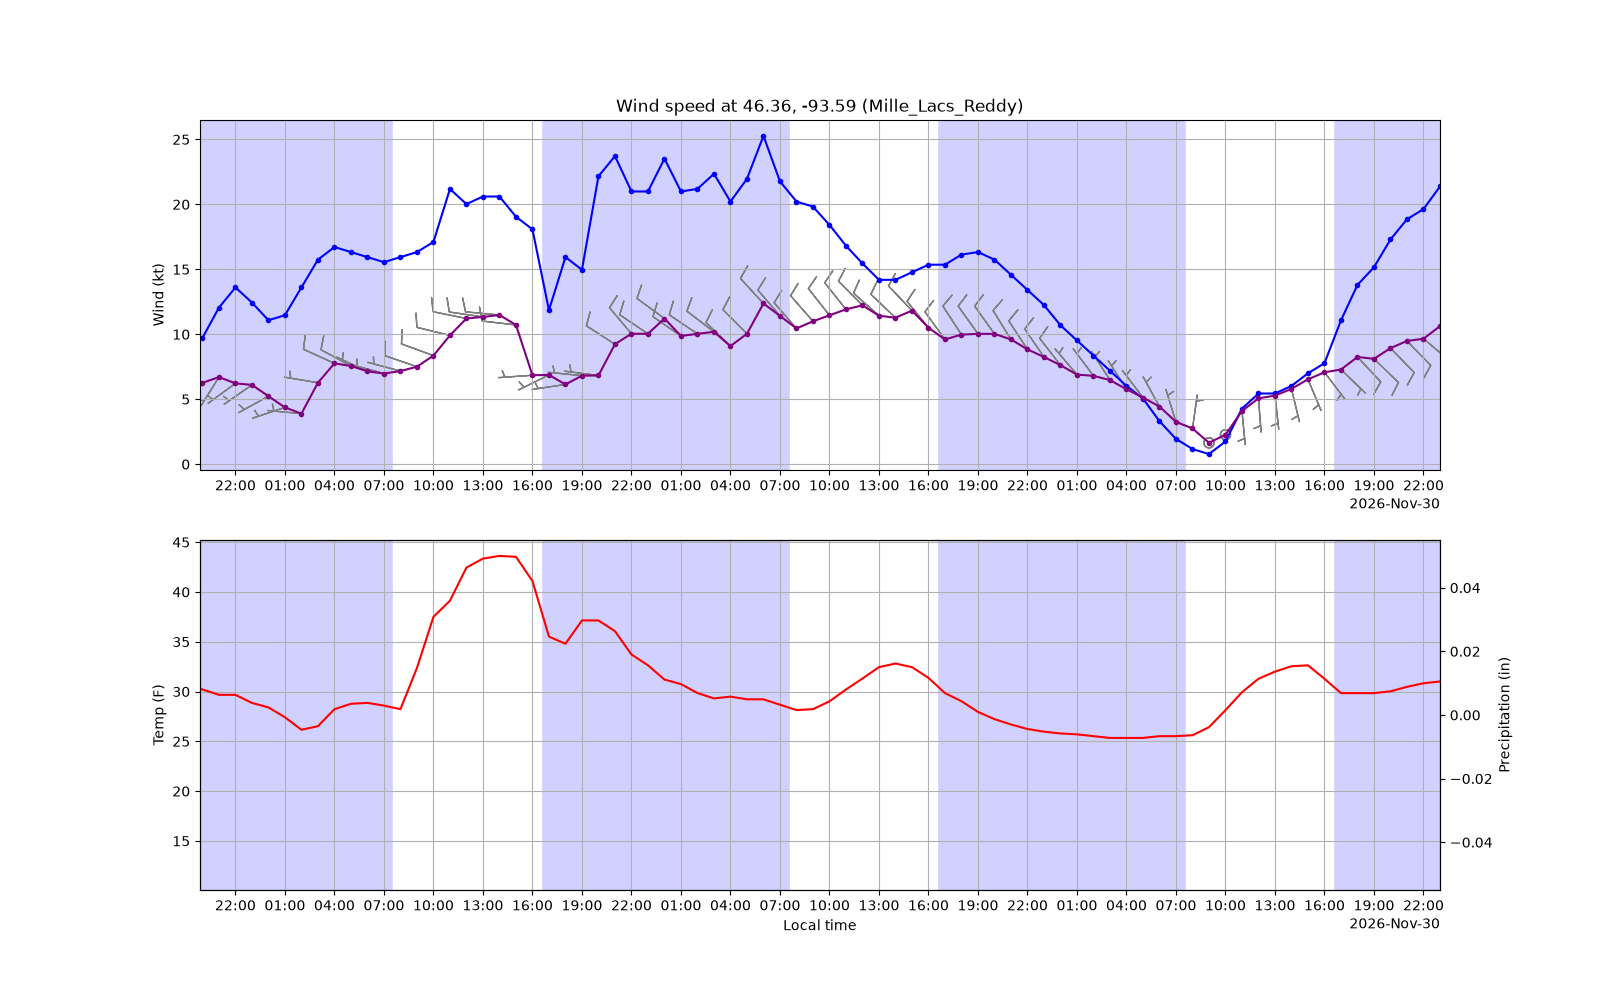 Wind speed at 46.36, -93.59 (Mille_Lacs_Reddy)
Wind (kt)
25
20
15
10
5
0
22:00 01:00 04:00 07:00 10:00 13:00 16:00 19:00 22:00 01:00 04:00 07:00 10:00 13:00 16:00 19:00 22:00 01:00 04:00 07:00 10:00 13:00 16:00 19:00 22:00
2026-Nov-30
Temp (F)
45
40
35
30
25
20
15
0.04
0.02
0.00
−0.02
−0.04
Precipitation (in)
22:00 01:00 04:00 07:00 10:00 13:00 16:00 19:00 22:00 01:00 04:00 07:00 10:00 13:00 16:00 19:00 22:00 01:00 04:00 07:00 10:00 13:00 16:00 19:00 22:00
Local time
2026-Nov-30